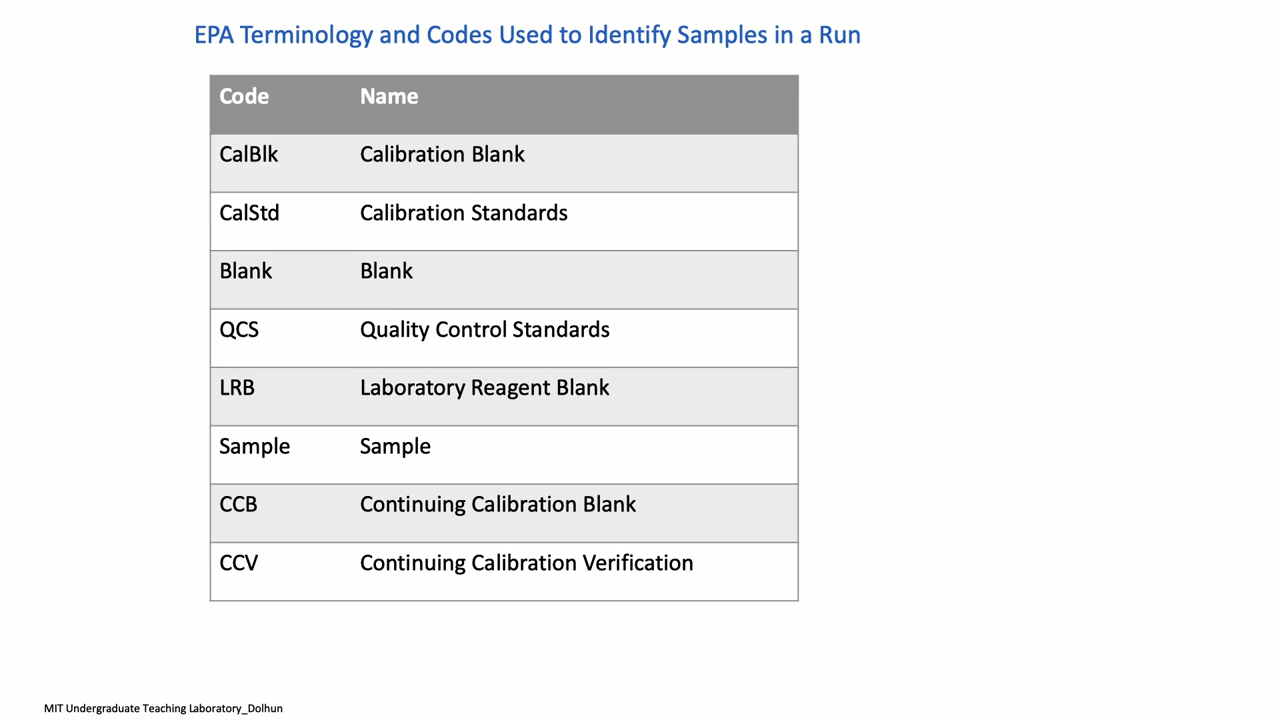 EPA Terminology and Codes Used to Identify Samples in a Run
Code Name
CalBlk Calibration Blank
CalStd Calibration Standards
Blank Blank
QCS Quality Control Standards
LRB Laboratory Reagent Blank
Sample Sample
CCB Continuing Calibration Blank
CCV Continuing Calibration Verification
MIT Undergraduate Teaching Laboratory_Dolhun